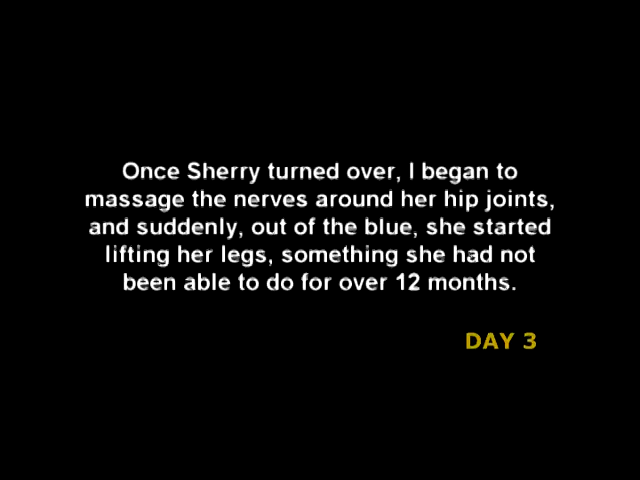 Once Sherry turned over, I began to
massage the nerves around her hip joints,
and suddenly, out of the blue, she started
lifting her legs, something she had not
been able to do for over 12 months.
DAY 3